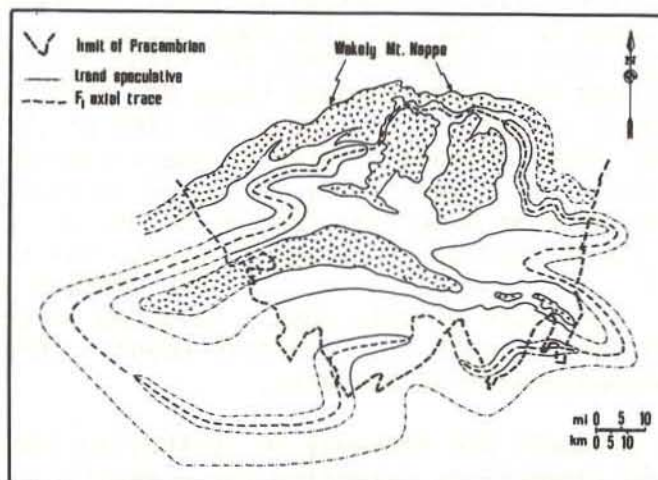 limit of Precambrian
trend speculative
F₁ axial trace
Wakely Mt. Nappe
N
mi 0 5 10
km 0 5 10